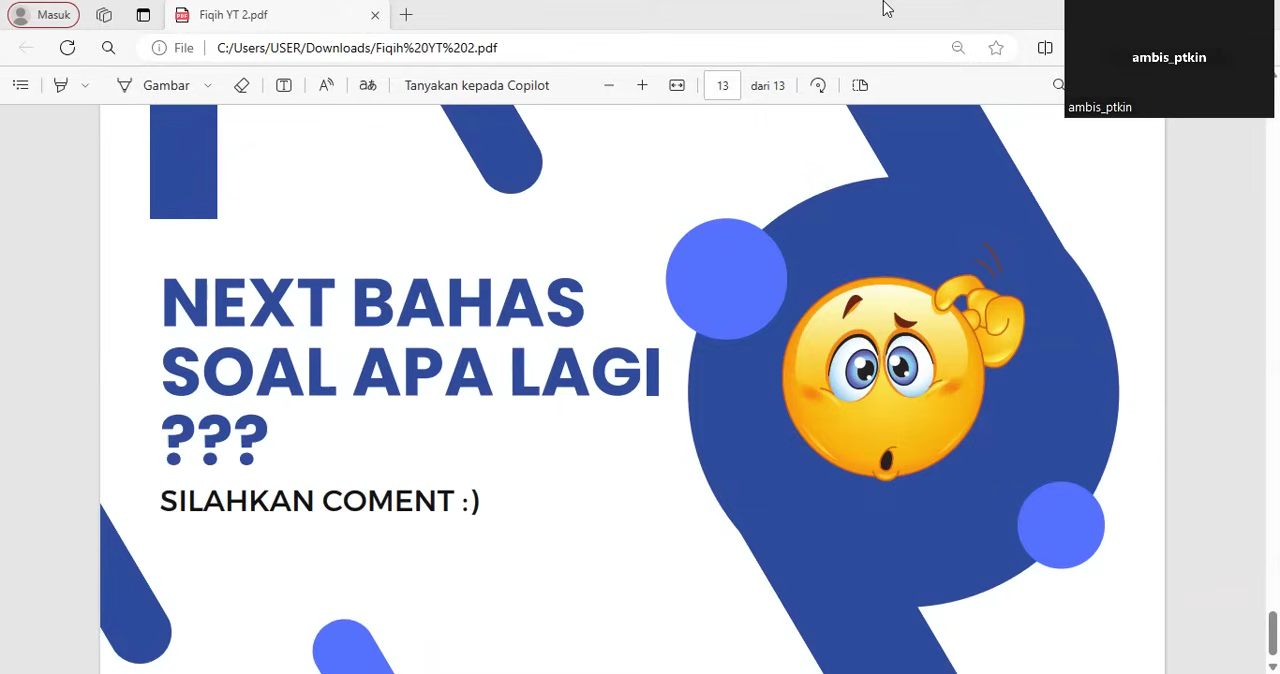 Masuk
Fiqih YT 2.pdf
File
C:/Users/USER/Downloads/Fiqih%20YT%202.pdf
Gambar
Tanyakan kepada Copilot
13
dari 13
ambis_ptkin
ambis_ptkin
NEXT BAHAS
SOAL APA LAGI
???
SILAHKAN COMENT :)